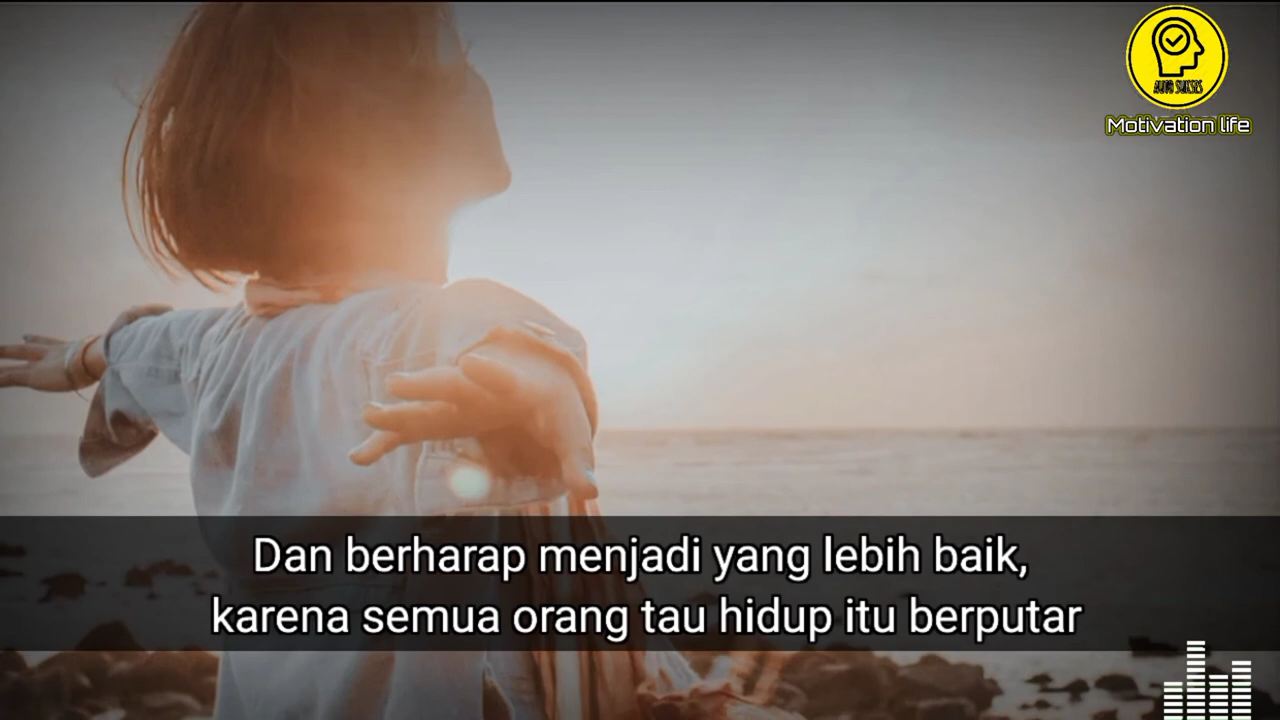 Motivation life
Dan berharap menjadi yang lebih baik,
karena semua orang tau hidup itu berputar